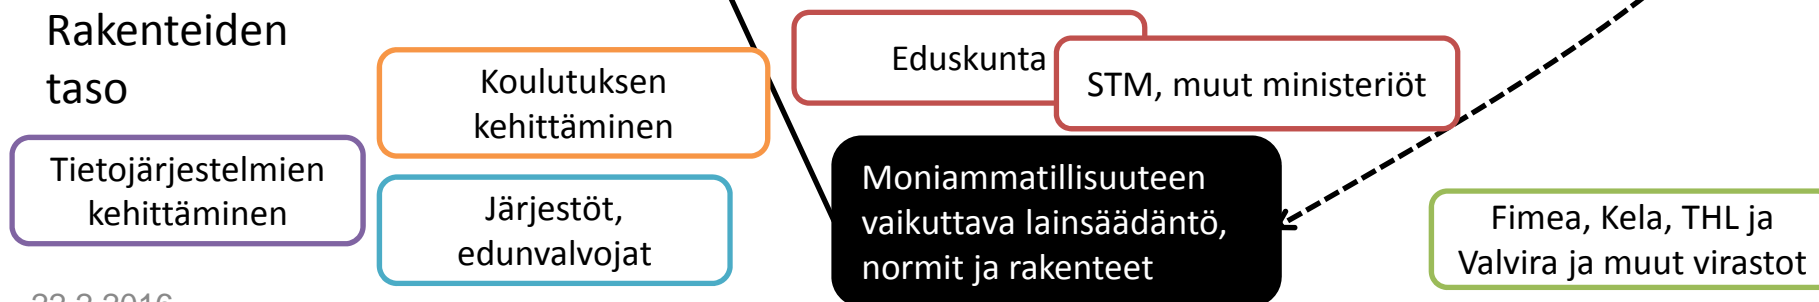 Rakenteiden
taso
Koulutuksen
kehittäminen
Eduskunta
STM, muut ministeriöt
Tietojärjestelmien
kehittäminen
Järjestöt,
edunvalvojat
Moniammatillisuuteen
vaikuttava lainsäädäntö,
normit ja rakenteet
Fimea, Kela, THL ja
Valvira ja muut virastot